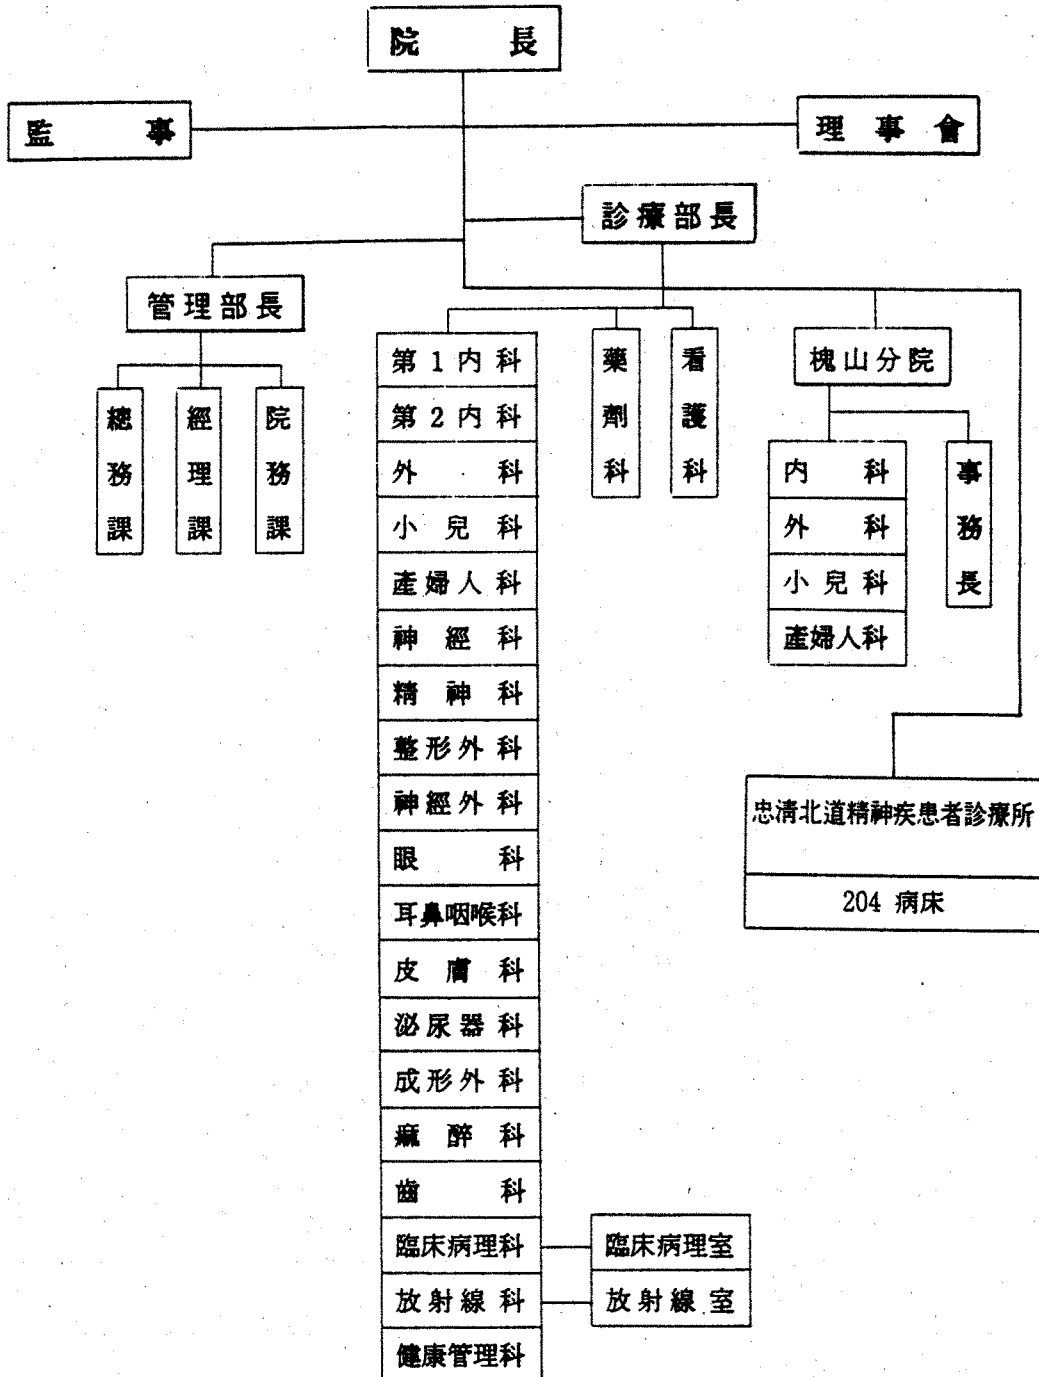 院長
監事
理事會
診療部長
管理部長
總務課
經理課
院務課
第1內科
第2內科
外科
小兒科
産婦人科
神經科
精神科
整形外科
神經外科
眼科
耳鼻咽喉科
皮膚科
泌尿器科
成形外科
麻醉科
齒科
臨床病理科
放射線科
健康管理科
臨床病理室
放射線室
藥劑科
看護科
槐山分院
內科
外科
小兒科
産婦人科
事務長
忠淸北道精神疾患者診療所
204 病床